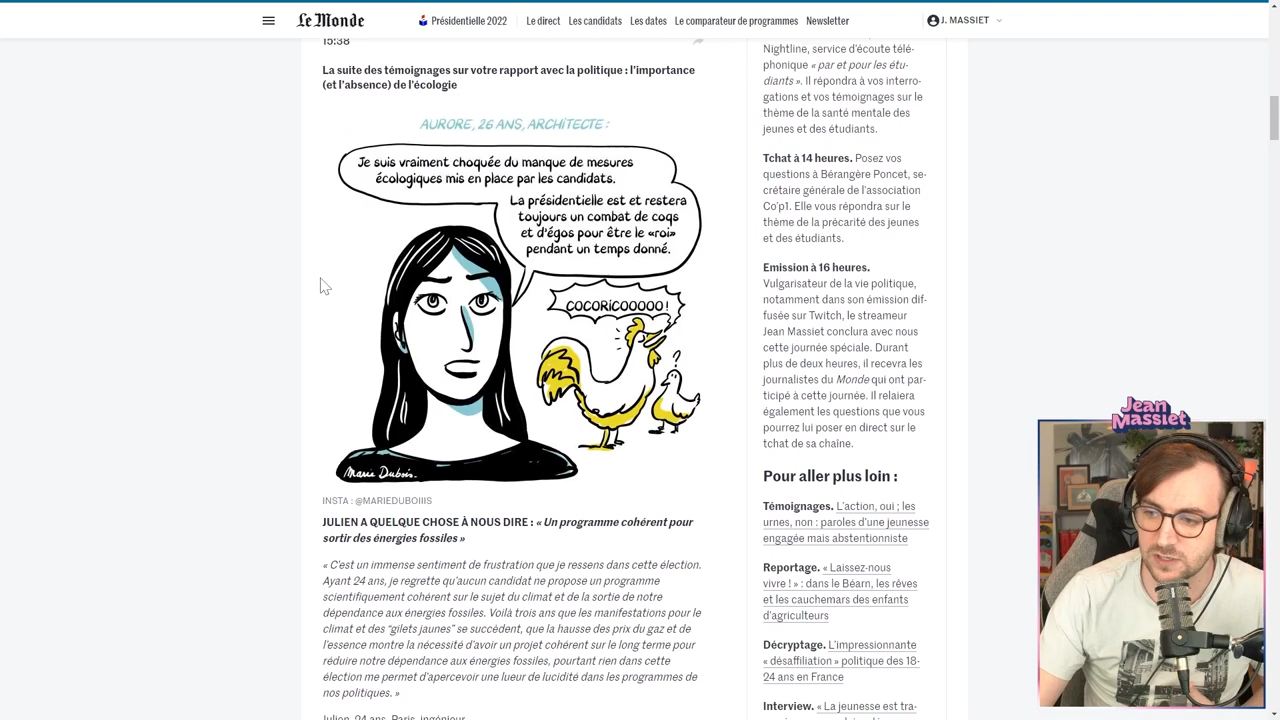 Le Monde
Présidentielle 2022
Le direct
Les candidats
Les dates
Le comparateur de programmes
Newsletter
J. MASSIET
15:38
La suite des témoignages sur votre rapport avec la politique : l'importance
(et l'absence) de l'écologie
AURORE, 26 ANS, ARCHITECTE :
Je suis vraiment choquée du manque de mesures
écologiques mis en place par les candidats.
La présidentielle est et restera
toujours un combat de coqs
et d'égos pour être le «roi»
pendant un temps donné.
COCORICOOOOO !
?
Marie Dubois.
INSTA : @MARIEDUBOIIIS
JULIEN A QUELQUE CHOSE À NOUS DIRE : « Un programme cohérent pour
sortir des énergies fossiles »
« C'est un immense sentiment de frustration que je ressens dans cette élection.
Ayant 24 ans, je regrette qu'aucun candidat ne propose un programme
scientifiquement cohérent sur le sujet du climat et de la sortie de notre
dépendance aux énergies fossiles. Voilà trois ans que les manifestations pour le
climat et des “gilets jaunes” se succèdent, que la hausse des prix du gaz et de
l'essence montre la nécessité d'avoir un projet cohérent sur le long terme pour
réduire notre dépendance aux énergies fossiles, pourtant rien dans cette
élection me permet d'apercevoir une lueur de lucidité dans les programmes de
nos politiques. »
Julien, 24 ans, Paris, ingénieur
Nightline, service d'écoute télé-
phonique « par et pour les étu-
diants ». Il répondra à vos interro-
gations et vos témoignages sur le
thème de la santé mentale des
jeunes et des étudiants.
Tchat à 14 heures. Posez vos
questions à Bérangère Poncet, se-
crétaire générale de l'association
Co'p1. Elle vous répondra sur le
thème de la précarité des jeunes
et des étudiants.
Emission à 16 heures.
Vulgarisateur de la vie politique,
notamment dans son émission dif-
fusée sur Twitch, le streameur
Jean Massiet conclura avec nous
cette journée spéciale. Durant
plus de deux heures, il recevra les
journalistes du Monde qui ont par-
ticipé à cette journée. Il relaiera
également les questions que vous
pourrez lui poser en direct sur le
tchat de sa chaîne.
Pour aller plus loin :
Témoignages. L'action, oui ; les
urnes, non : paroles d'une jeunesse
engagée mais abstentionniste
Reportage. « Laissez-nous
vivre ! » : dans le Béarn, les rêves
et les cauchemars des enfants
d'agriculteurs
Décryptage. L'impressionnante
« désaffiliation » politique des 18-
24 ans en France
Interview. « La jeunesse est tra-
Jean
Massiet